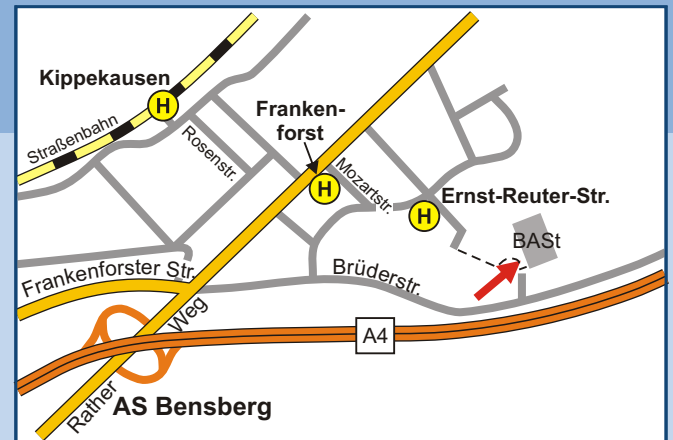 Kippekausen
H
Straßenbahn
Rosenstr.
Franken-
forst
H
Mozartstr.
H
Ernst-Reuter-Str.
BASt
Frankenforster Str.
Brüderstr.
Rather Weg
A4
AS Bensberg